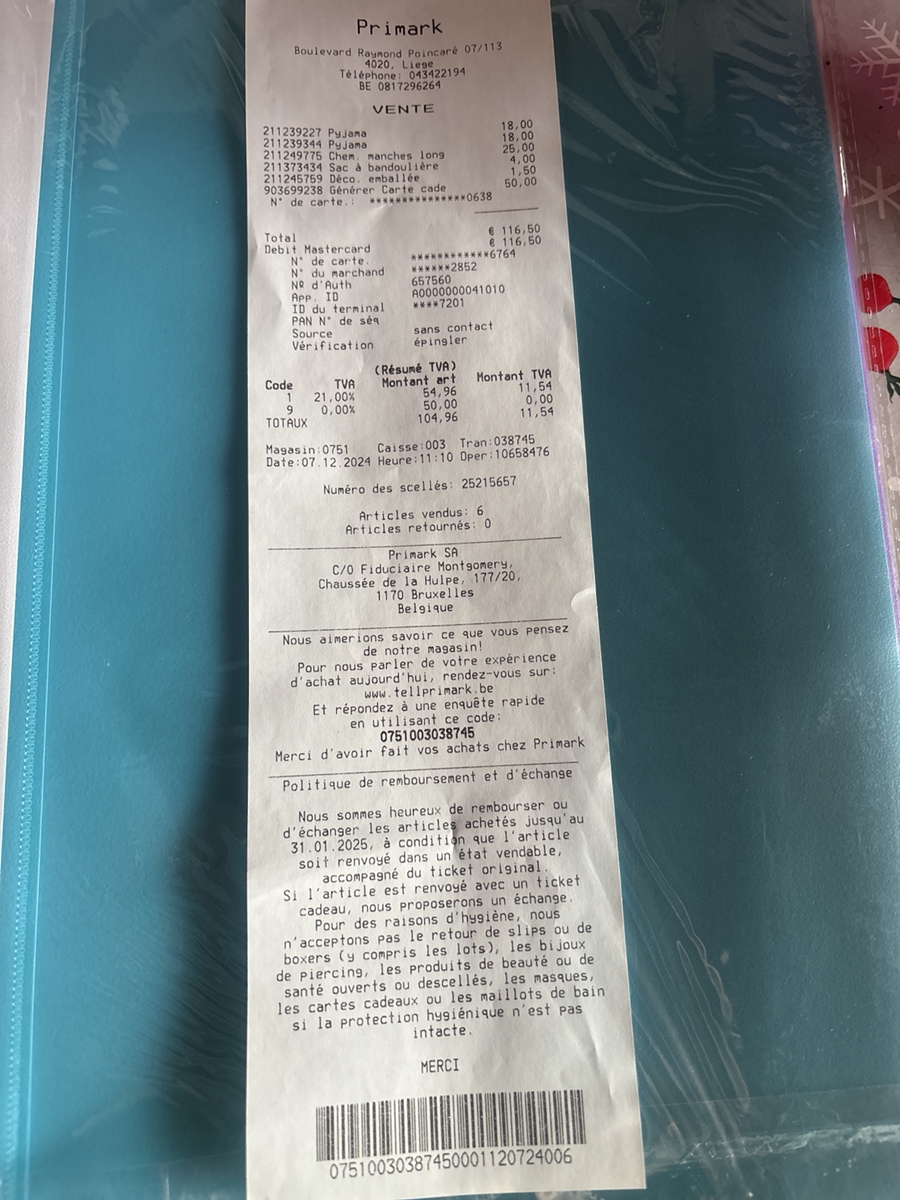 Primark
Boulevard Raymond Poincaré 07/113
4020, Liege
Téléphone: 043422194
BE 0817296264
VENTE
211239227 Pyjama 18,00
211239344 Pyjama 18,00
211249775 Chem. manches long 25,00
211373434 Sac à bandoulière 4,00
211245759 Déco. emballée 1,50
903699238 Générer Carte cade 50,00
N° de carte.: ***************0638
Total € 116,50
Debit Mastercard € 116,50
N° de carte. ************6764
N° du marchand ******2852
Nº d'Auth 657560
App. ID A0000000041010
ID du terminal ****7201
PAN N° de séq
Source sans contact
Vérification épingler
(Résumé TVA)
Code TVA Montant art Montant TVA
1 21,00% 54,96 11,54
9 0,00% 50,00 0,00
TOTAUX 104,96 11,54
Magasin:0751 Caisse:003 Tran:038745
Date:07.12.2024 Heure:11:10 Oper:10658476
Numéro des scellés: 25215657
Articles vendus: 6
Articles retournés: 0
Primark SA
C/O Fiduciaire Montgomery,
Chaussée de la Hulpe, 177/20,
1170 Bruxelles
Belgique
Nous aimerions savoir ce que vous pensez
de notre magasin!
Pour nous parler de votre expérience
d'achat aujourd'hui, rendez-vous sur:
www.tellprimark.be
Et répondez à une enquête rapide
en utilisant ce code:
0751003038745
Merci d'avoir fait vos achats chez Primark
Politique de remboursement et d'échange
Nous sommes heureux de rembourser ou
d'échanger les articles achetés jusqu'au
31.01.2025, à condition que l'article
soit renvoyé dans un état vendable,
accompagné du ticket original.
Si l'article est renvoyé avec un ticket
cadeau, nous proposerons un échange.
Pour des raisons d'hygiène, nous
n'acceptons pas le retour de slips ou de
boxers (y compris les lots), les bijoux
de piercing, les produits de beauté ou de
santé ouverts ou descellés, les masques,
les cartes cadeaux ou les maillots de bain
si la protection hygiénique n'est pas
intacte.
MERCI
07510030387450001120724006